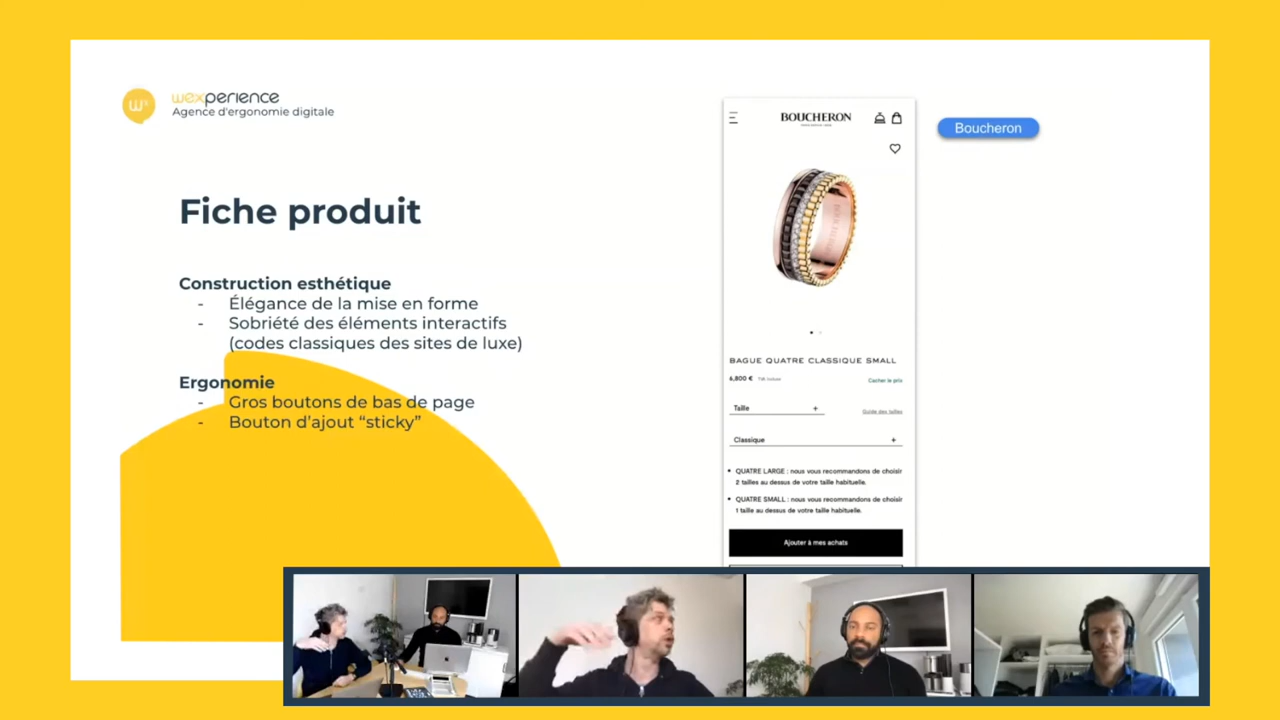 w³
wexperience
Agence d'ergonomie digitale
Fiche produit
Construction esthétique
- Élégance de la mise en forme
- Sobriété des éléments interactifs
(codes classiques des sites de luxe)
Ergonomie
- Gros boutons de bas de page
- Bouton d'ajout “sticky”
BOUCHERON
Boucheron
BAGUE QUATRE CLASSIQUE SMALL
6,800 € TVA incluse
Cacher le prix
Taille +
Guide des tailles
Classique +
• QUATRE LARGE : nous vous recommandons de choisir
2 tailles au dessus de votre taille habituelle.
• QUATRE SMALL : nous vous recommandons de choisir
1 taille au dessus de votre taille habituelle.
Ajouter à mes achats